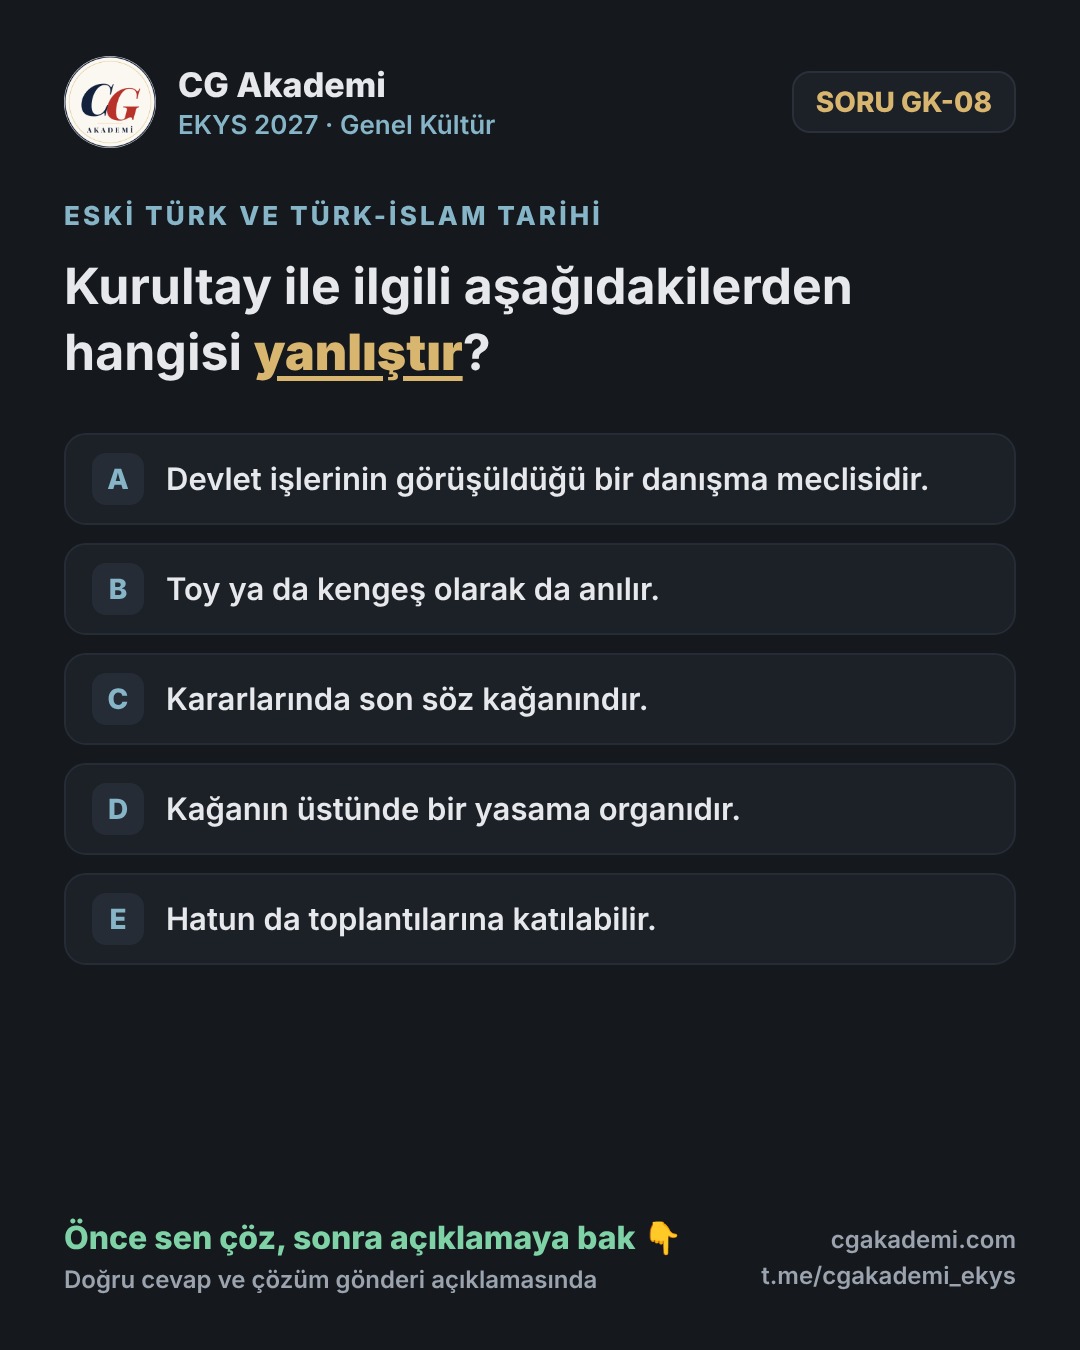 CG
AKADEMİ
CG Akademi
EKYS 2027 · Genel Kültür
SORU GK-08
ESKİ TÜRK VE TÜRK-İSLAM TARİHİ
Kurultay ile ilgili aşağıdakilerden
hangisi yanlıştır?
A Devlet işlerinin görüşüldüğü bir danışma meclisidir.
B Toy ya da kengeş olarak da anılır.
C Kararlarında son söz kağanındır.
D Kağanın üstünde bir yasama organıdır.
E Hatun da toplantılarına katılabilir.
Önce sen çöz, sonra açıklamaya bak 👇
Doğru cevap ve çözüm gönderi açıklamasında
cgakademi.com
t.me/cgakademi_ekys